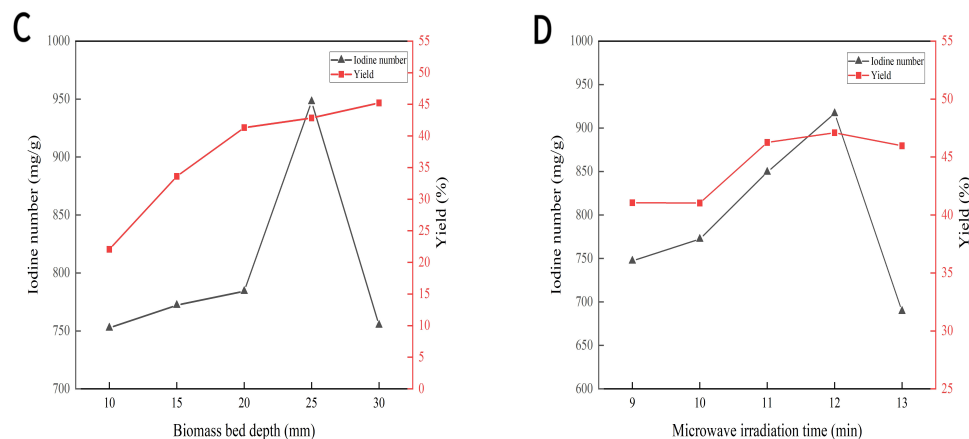 C
Iodine number (mg/g)
1000
950
900
850
800
750
700
Iodine number
Yield
55
50
45
40
35
30
25
20
15
10
5
0
Yield (%)
10 15 20 25 30
Biomass bed depth (mm)
D
Iodine number (mg/g)
1000
950
900
850
800
750
700
650
600
Iodine number
Yield
55
50
45
40
35
30
25
Yield (%)
9 10 11 12 13
Microwave irradiation time (min)